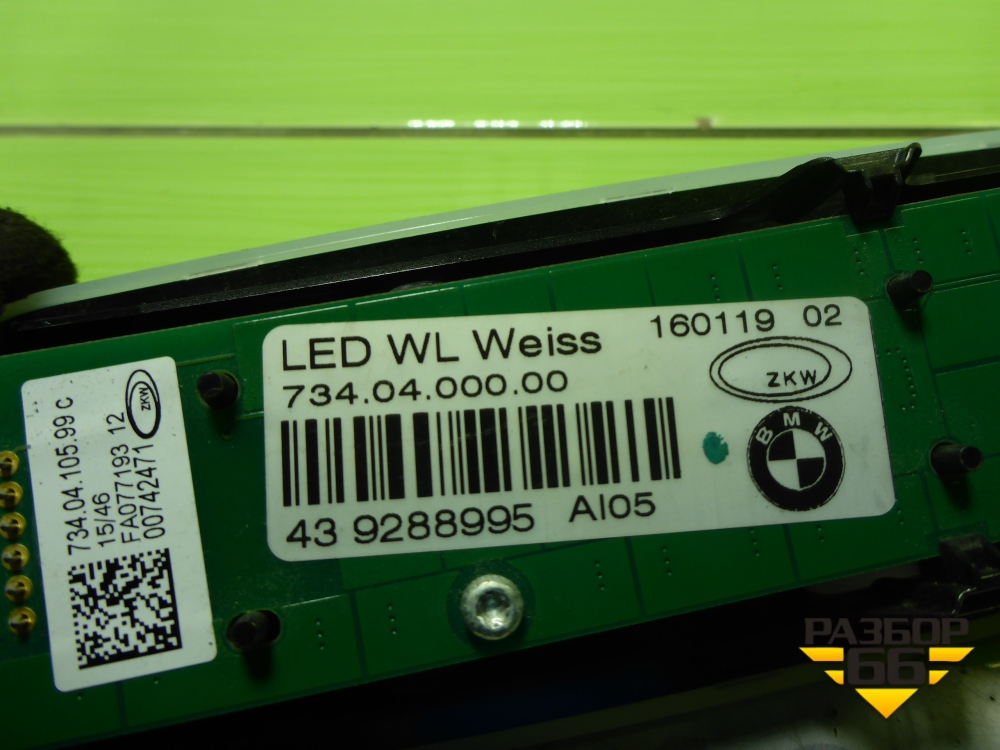 LED WL Weiss
160119 02
734.04.000.00
ZKW
BMW
43 9288995 AI05
734.04.105.99 C
15/46
FA077193 12
00742471
ZKW
РАЗБОР
66